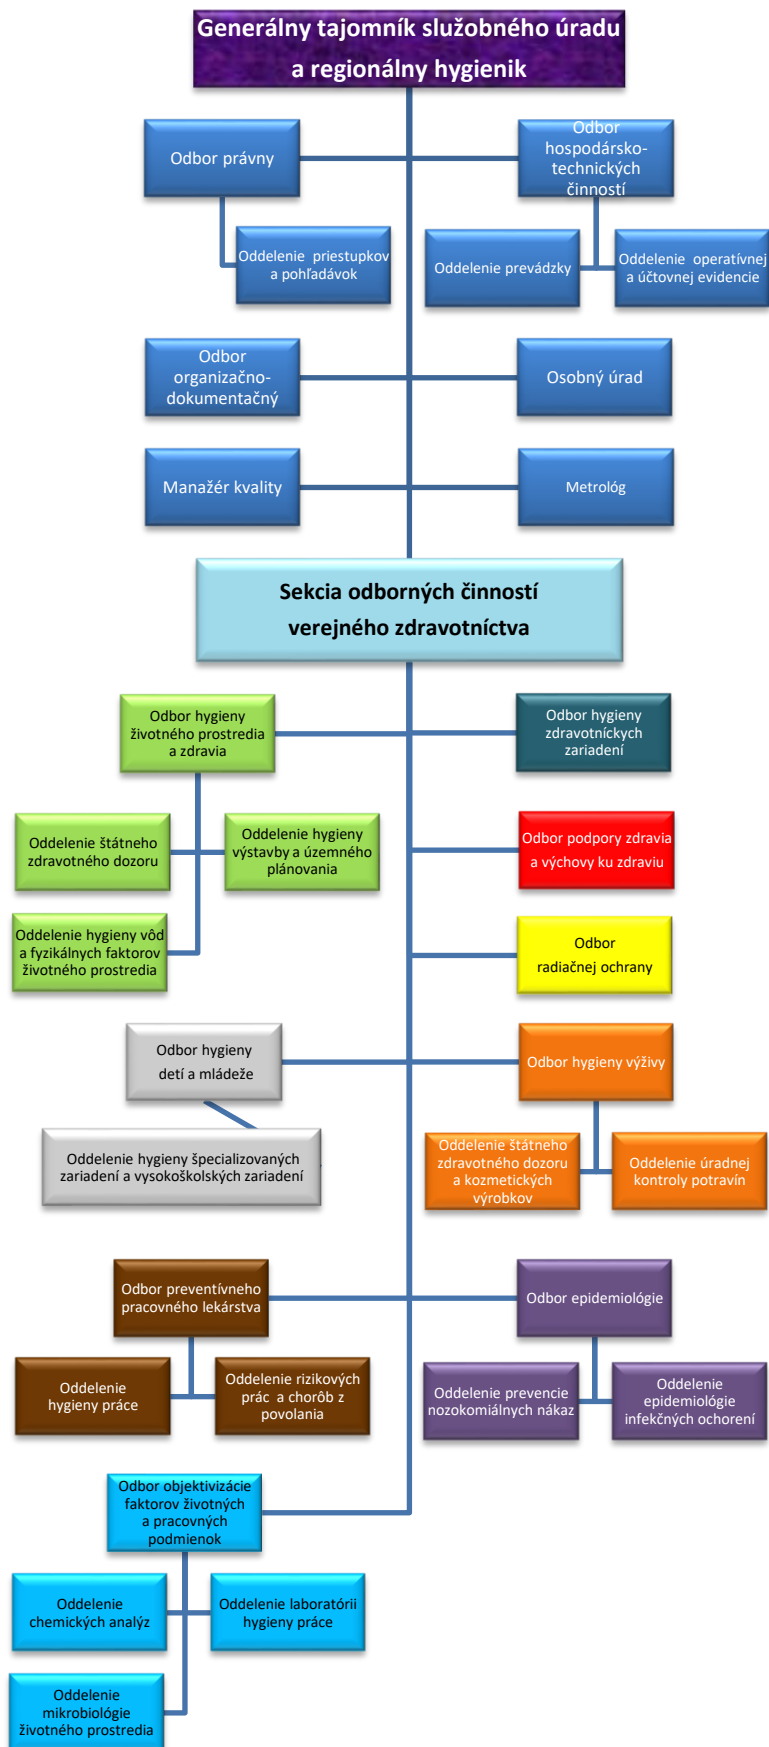 Generálny tajomník služobného úradu
a regionálny hygienik
Odbor právny
Odbor
hospodársko-
technických
činností
Oddelenie priestupkov
a pohľadávok
Oddelenie prevádzky
Oddelenie operatívnej
a účtovnej evidencie
Odbor
organizačno-
dokumentačný
Osobný úrad
Manažér kvality
Metrológ
Sekcia odborných činností
verejného zdravotníctva
Odbor hygieny
životného prostredia
a zdravia
Odbor hygieny
zdravotníckych
zariadení
Oddelenie štátneho
zdravotného dozoru
Oddelenie hygieny
výstavby a územného
plánovania
Odbor podpory zdravia
a výchovy ku zdraviu
Oddelenie hygieny vôd
a fyzikálnych faktorov
životného prostredia
Odbor
radiačnej ochrany
Odbor hygieny
detí a mládeže
Odbor hygieny výživy
Oddelenie hygieny špecializovaných
zariadení a vysokoškolských zariadení
Oddelenie štátneho
zdravotného dozoru
a kozmetických
výrobkov
Oddelenie úradnej
kontroly potravín
Odbor preventívneho
pracovného lekárstva
Odbor epidemiológie
Oddelenie
hygieny práce
Oddelenie rizikových
prác a chorôb z
povolania
Oddelenie prevencie
nozokomiálnych nákaz
Oddelenie
epidemiológie
infekčných ochorení
Odbor objektivizácie
faktorov životných
a pracovných
podmienok
Oddelenie
chemických analýz
Oddelenie laboratórii
hygieny práce
Oddelenie
mikrobiológie
životného prostredia